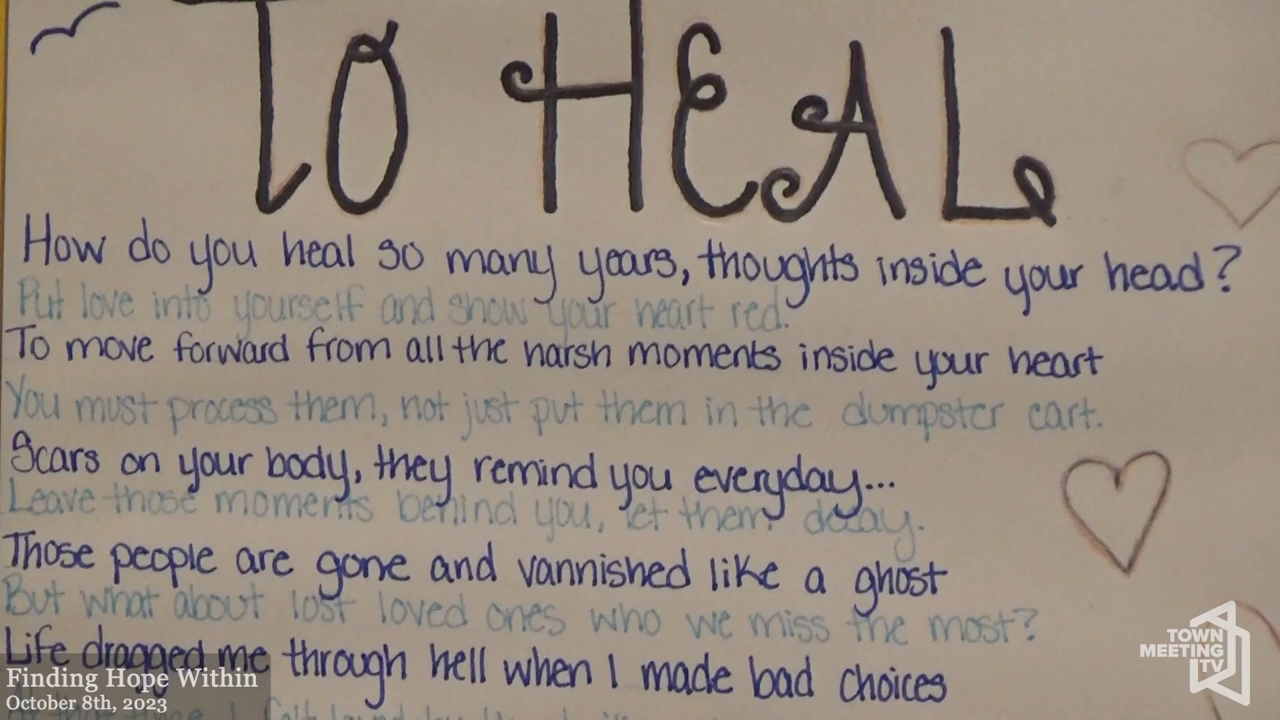 TO HEAL
How do you heal so many years, thoughts inside your head?
Put love into yourself and show your heart red.
To move forward from all the harsh moments inside your heart
You must process them, not just put them in the dumpster cart.
Scars on your body, they remind you everyday...
Leave those moments behind you, let them decay.
Those people are gone and vannished like a ghost
But what about lost loved ones who we miss the most?
Life dragged me through hell when I made bad choices
Finding Hope Within
October 8th, 2023
TOWN
MEETING
TV